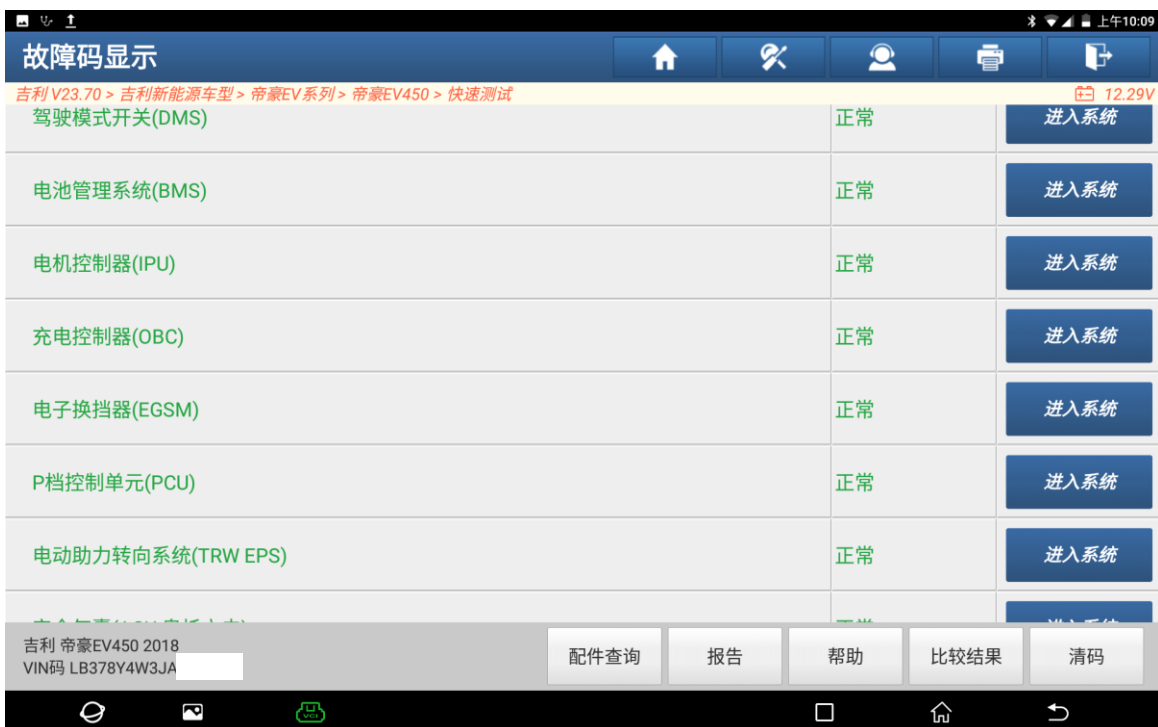 上午10:09
故障码显示
吉利 V23.70 > 吉利新能源车型 > 帝豪EV系列 > 帝豪EV450 > 快速测试 12.29V
驾驶模式开关(DMS) 正常 进入系统
电池管理系统(BMS) 正常 进入系统
电机控制器(IPU) 正常 进入系统
充电控制器(OBC) 正常 进入系统
电子换挡器(EGSM) 正常 进入系统
P档控制单元(PCU) 正常 进入系统
电动助力转向系统(TRW EPS) 正常 进入系统
吉利 帝豪EV450 2018
VIN码 LB378Y4W3JA
配件查询 报告 帮助 比较结果 清码
VCI